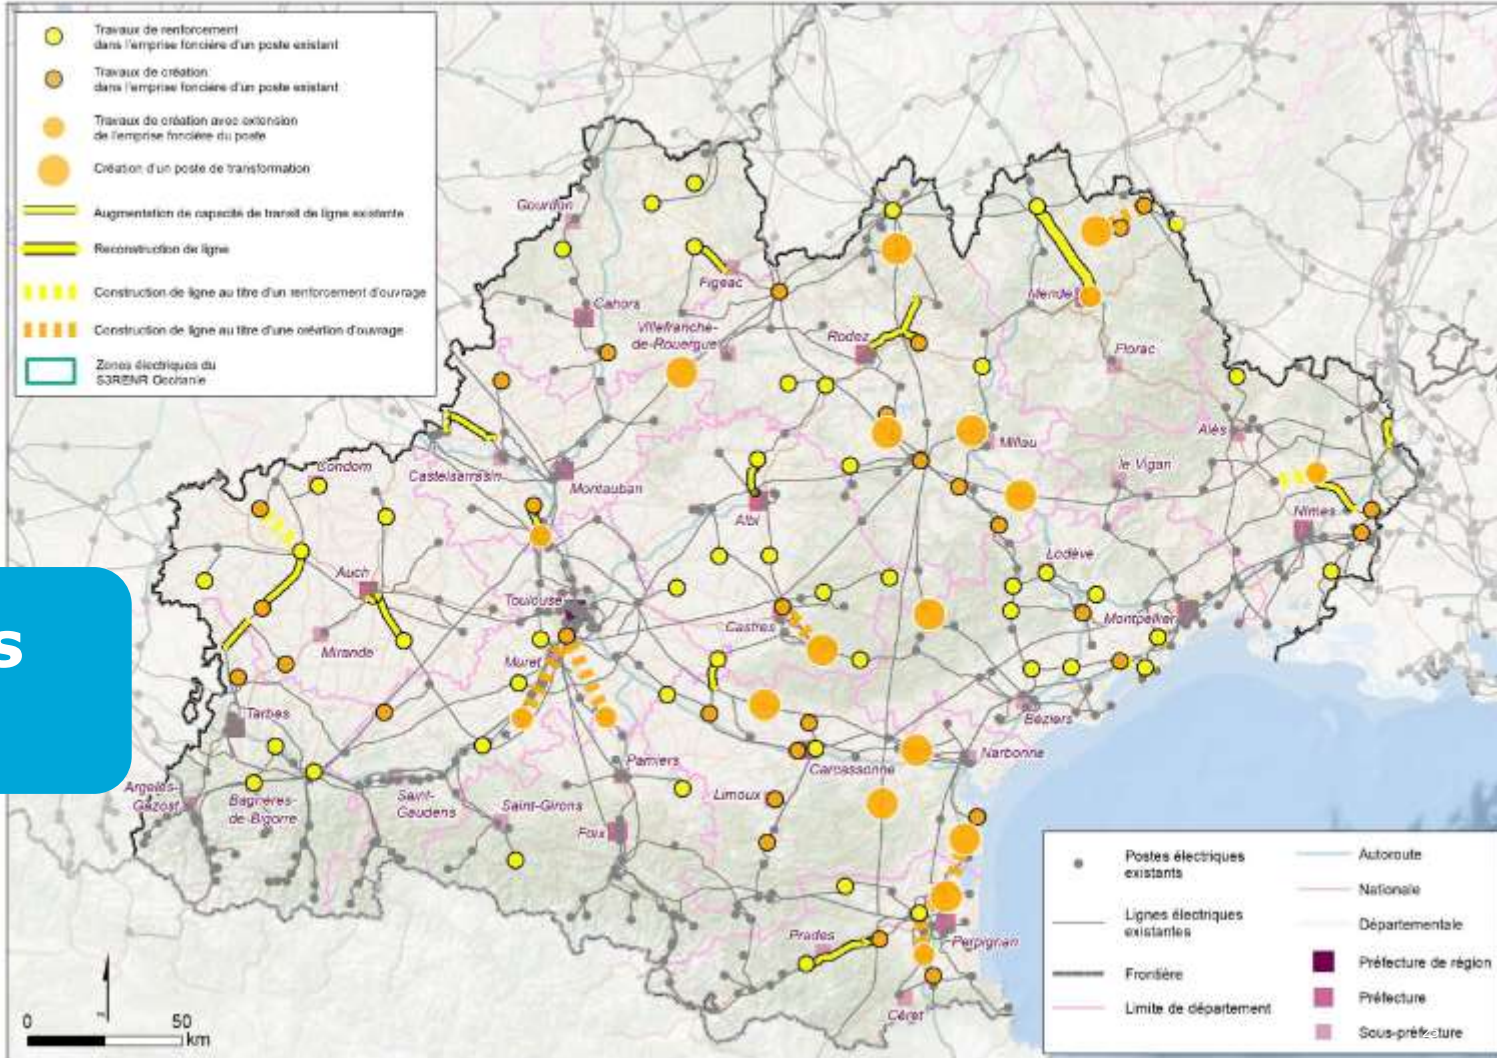 Travaux de renforcement
dans l'emprise foncière d'un poste existant
Travaux de création
dans l'emprise foncière d'un poste existant
Travaux de création avec extension
de l'emprise foncière du poste
Création d'un poste de transformation
Augmentation de capacité de transit de ligne existante
Reconstruction de ligne
Construction de ligne au titre d'un renforcement d'ouvrage
Construction de ligne au titre d'une création d'ouvrage
Zones électriques du
S3RENR Occitanie
Gourdon
Figeac
Cahors
Villefranche-
de-Rouergue
Rodez
Mende
Florac
Alès
Millau
le Vigan
Nîmes
Condom
Castelsarrasin
Montauban
Albi
Lodève
Auch
Toulouse
Castres
Montpellier
Mirande
Muret
s
Tarbes
Béziers
Pamiers
Carcassonne
Narbonne
Argelès-
Gazost
Bagnères-
de-Bigorre
Saint-
Gaudens
Saint-Girons
Limoux
Foix
Prades
Perpignan
Céret
0 50
km
Postes électriques
existants
Lignes électriques
existantes
Frontière
Limite de département
Autoroute
Nationale
Départementale
Préfecture de région
Préfecture
Sous-préfecture